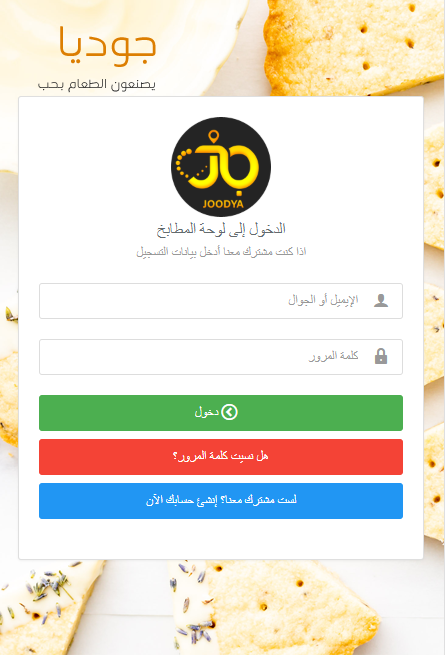 جوديا
يصنعون الطعام بحب
JOODYA
الدخول إلى لوحة المطابخ
اذا كنت مشترك معنا أدخل بيانات التسجيل
الإيميل أو الجوال
كلمة المرور
دخول
هل نسيت كلمة المرور؟
لست مشترك معنا؟ إنشئ حسابك الآن